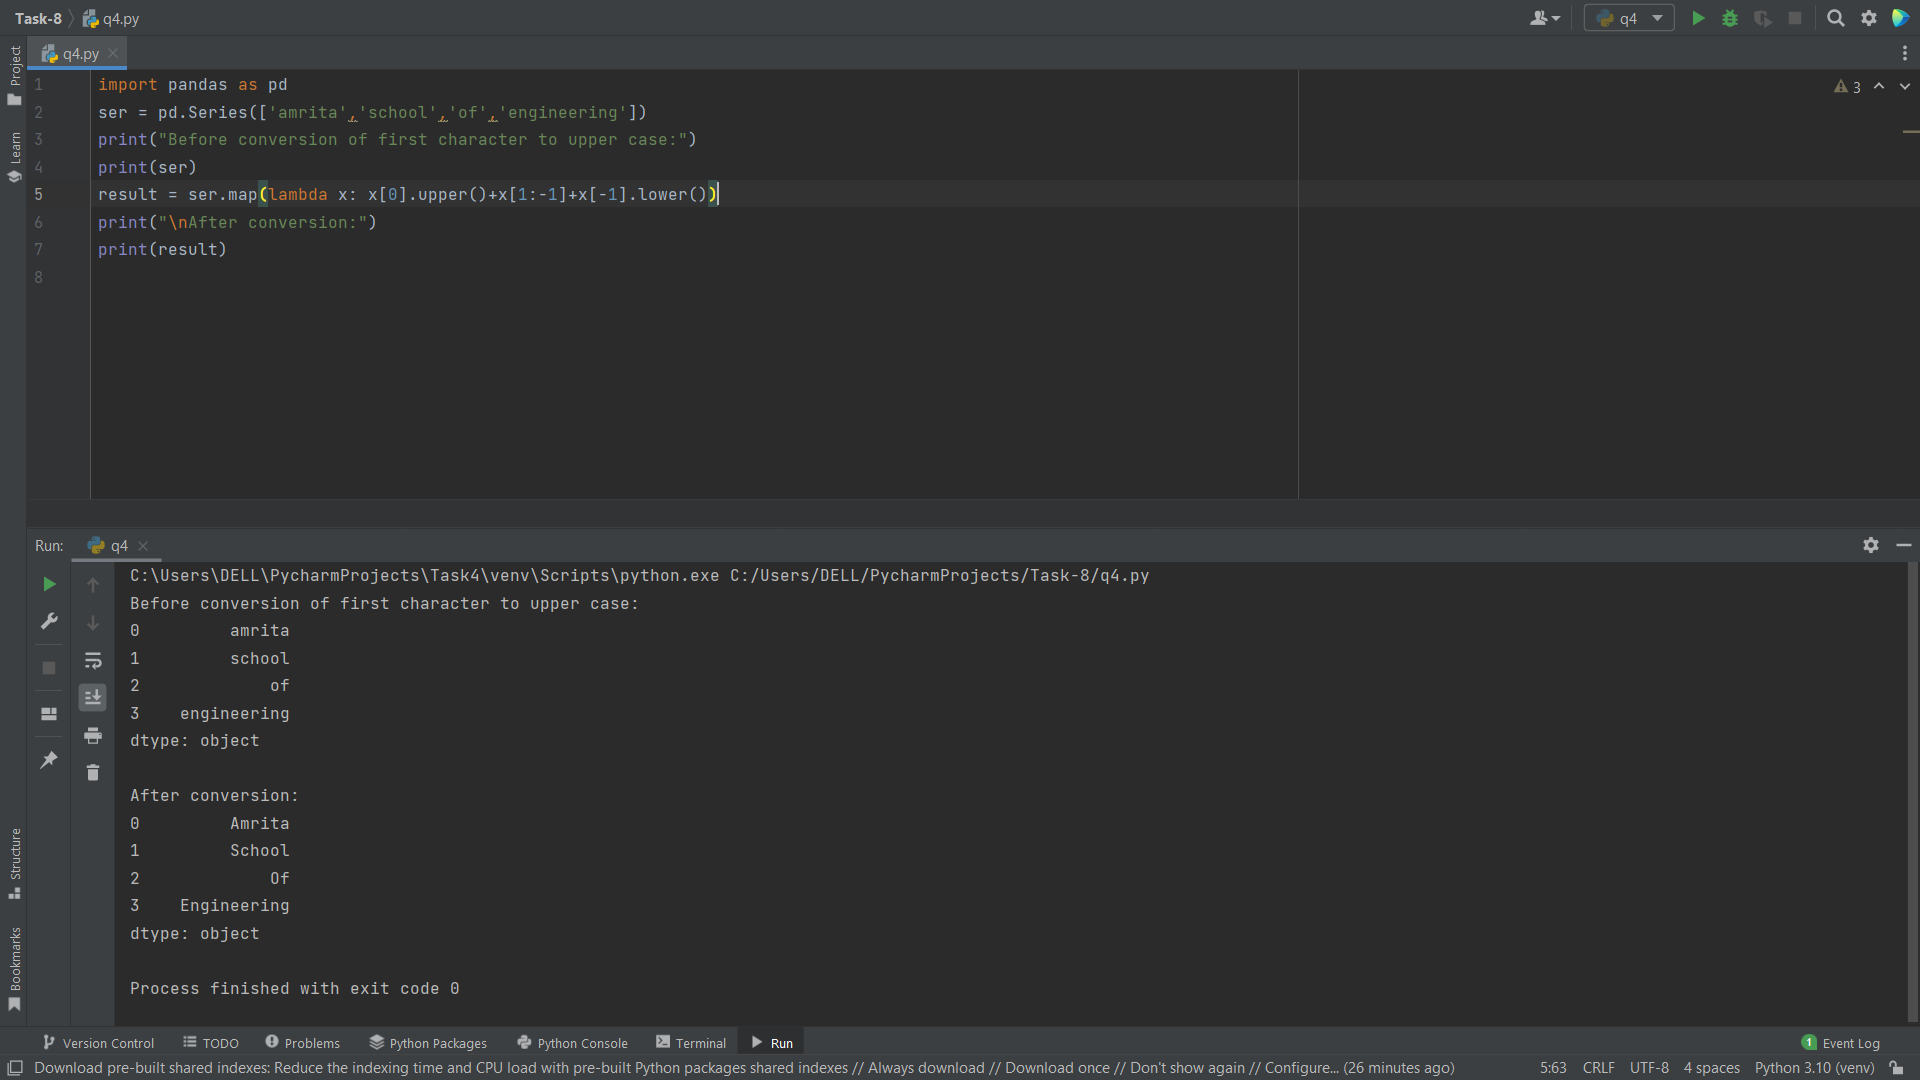 Task-8 q4.py q4
q4.py
Project
Learn
Structure
Bookmarks
3
1 import pandas as pd
2 ser = pd.Series(['amrita','school','of','engineering'])
3 print("Before conversion of first character to upper case:")
4 print(ser)
5 result = ser.map(lambda x: x[0].upper()+x[1:-1]+x[-1].lower())
6 print("\nAfter conversion:")
7 print(result)
8
Run: q4
C:\Users\DELL\PycharmProjects\Task4\venv\Scripts\python.exe C:/Users/DELL/PycharmProjects/Task-8/q4.py
Before conversion of first character to upper case:
0         amrita
1         school
2             of
3    engineering
dtype: object

After conversion:
0         Amrita
1         School
2             Of
3    Engineering
dtype: object

Process finished with exit code 0
Version Control TODO Problems Python Packages Python Console Terminal Run 1 Event Log
Download pre-built shared indexes: Reduce the indexing time and CPU load with pre-built Python packages shared indexes // Always download // Download once // Don't show again // Configure... (26 minutes ago) 5:63 CRLF UTF-8 4 spaces Python 3.10 (venv)